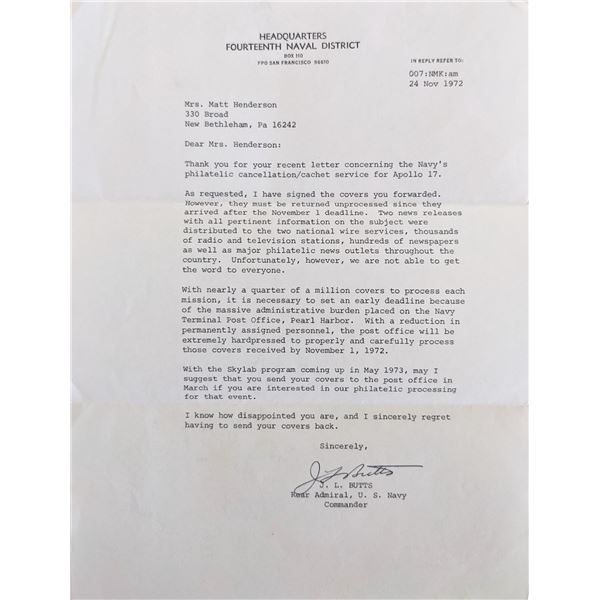 HEADQUARTERS
FOURTEENTH NAVAL DISTRICT
BOX 110
FPO SAN FRANCISCO 96610
IN REPLY REFER TO:
007:NMK:am
24 Nov 1972
Mrs. Matt Henderson
330 Broad
New Bethleham, Pa 16242
Dear Mrs. Henderson:
Thank you for your recent letter concerning the Navy's
philatelic cancellation/cachet service for Apollo 17.
As requested, I have signed the covers you forwarded.
However, they must be returned unprocessed since they
arrived after the November 1 deadline. Two news releases
with all pertinent information on the subject were
distributed to the two national wire services, thousands
of radio and television stations, hundreds of newspapers
as well as major philatelic news outlets throughout the
country. Unfortunately, however, we are not able to get
the word to everyone.
With nearly a quarter of a million covers to process each
mission, it is necessary to set an early deadline because
of the massive administrative burden placed on the Navy
Terminal Post Office, Pearl Harbor. With a reduction in
permanently assigned personnel, the post office will be
extremely hardpressed to properly and carefully process
those covers received by November 1, 1972.
With the Skylab program coming up in May 1973, may I
suggest that you send your covers to the post office in
March if you are interested in our philatelic processing
for that event.
I know how disappointed you are, and I sincerely regret
having to send your covers back.
Sincerely,
J L Butts
J. L. BUTTS
Rear Admiral, U. S. Navy
Commander